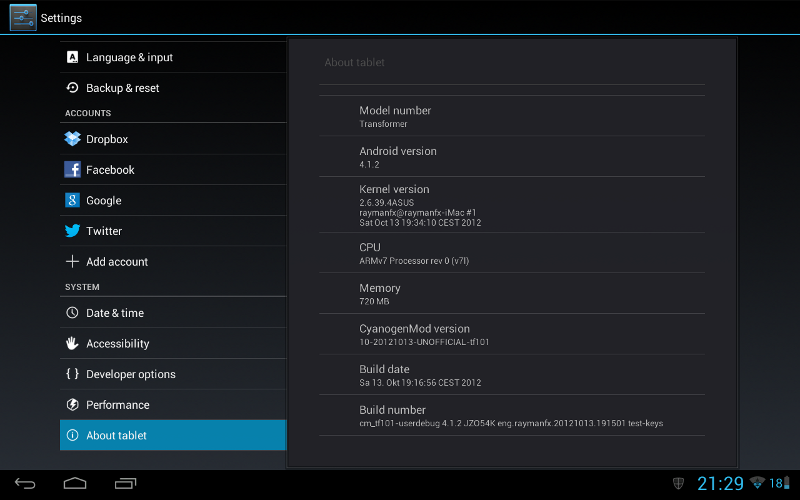 Settings
Language & input
Backup & reset
ACCOUNTS
Dropbox
Facebook
Google
Twitter
Add account
SYSTEM
Date & time
Accessibility
Developer options
Performance
About tablet
About tablet
Model number
Transformer
Android version
4.1.2
Kernel version
2.6.39.4ASUS
raymanfx@raymanfx-iMac #1
Sat Oct 13 19:34:10 CEST 2012
CPU
ARMv7 Processor rev 0 (v7l)
Memory
720 MB
CyanogenMod version
10-20121013-UNOFFICIAL-tf101
Build date
Sa 13. Okt 19:16:56 CEST 2012
Build number
cm_tf101-userdebug 4.1.2 JZO54K eng.raymanfx.20121013.191501 test-keys
21:29
18